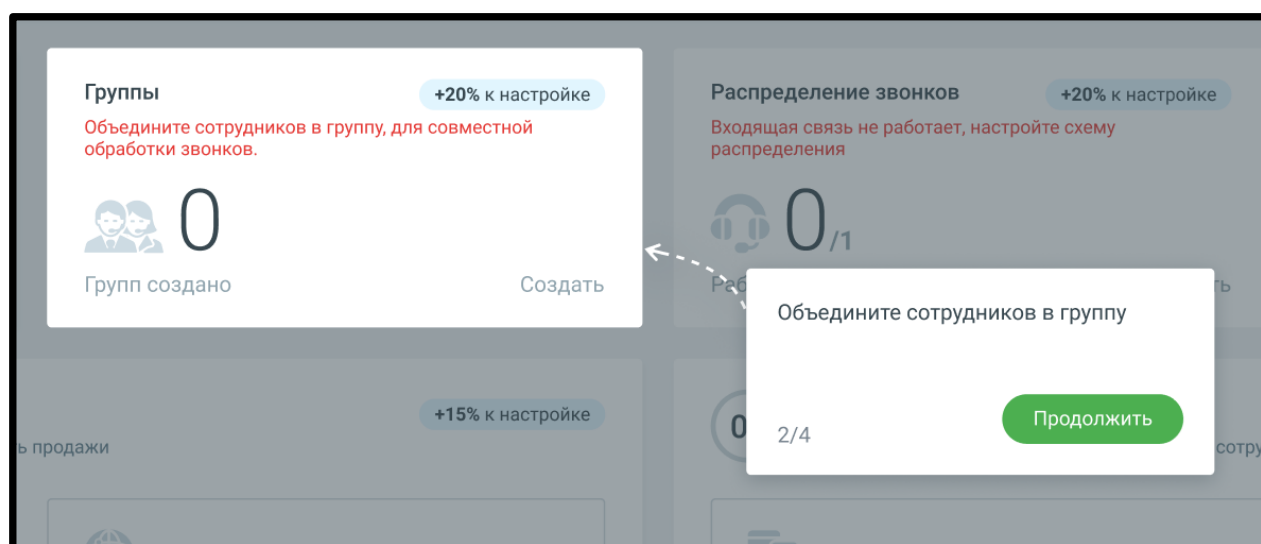 Группы
+20% к настройке
Объедините сотрудников в группу, для совместной
обработки звонков.
0
Групп создано
Создать
Распределение звонков
+20% к настройке
Входящая связь не работает, настройте схему
распределения
0/1
Объедините сотрудников в группу
2/4
Продолжить
+15% к настройке
продажи
0